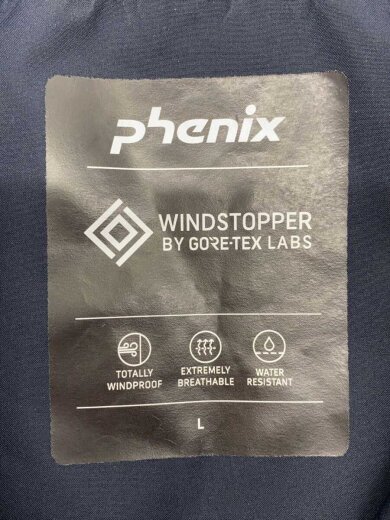 phenix
WINDSTOPPER
BY GORE-TEX LABS
TOTALLY
WINDPROOF
EXTREMELY
BREATHABLE
WATER
RESISTANT
L